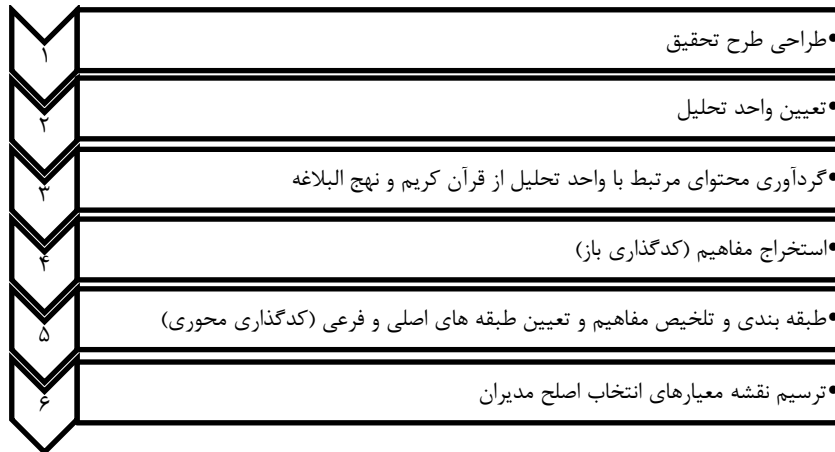 ۱
•طراحی طرح تحقیق
۲
•تعیین واحد تحلیل
۳
•گردآوری محتوای مرتبط با واحد تحلیل از قرآن کریم و نهج البلاغه
۴
•استخراج مفاهیم (کدگذاری باز)
۵
•طبقه بندی و تلخیص مفاهیم و تعیین طبقه های اصلی و فرعی (کدگذاری محوری)
۶
•ترسیم نقشه معیارهای انتخاب اصلح مدیران